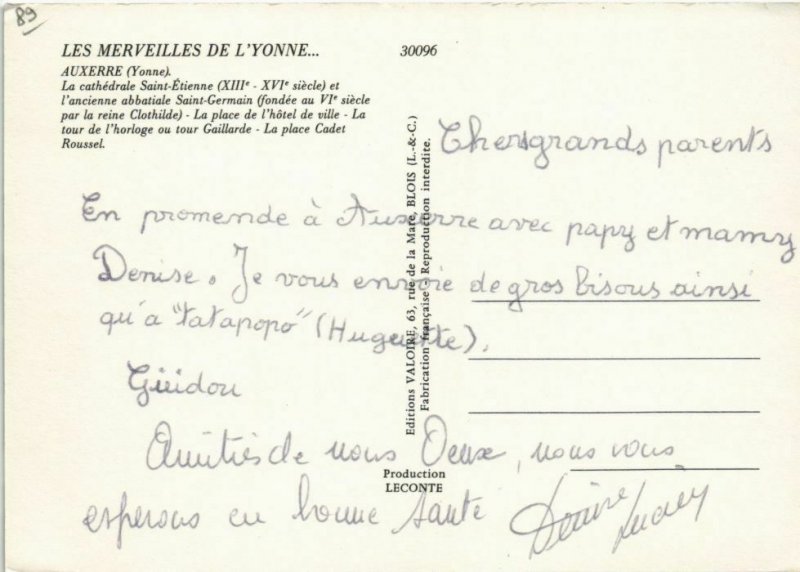 89
LES MERVEILLES DE L'YONNE...
30096
AUXERRE (Yonne).
La cathédrale Saint-Étienne (XIIIe - XVIe siècle) et
l'ancienne abbatiale Saint-Germain (fondée au VIe siècle
par la reine Clothilde) - La place de l'hôtel de ville - La
tour de l'horloge ou tour Gaillarde - La place Cadet
Roussel.
Chers grands parents
En promende à Auxerre avec papy et mamy
Denise. Je vous envoie de gros bisous ainsi
qu'a "tatapopo" (Huguette).
Guidou
Amitiés de nous Deux, nous vous
esperons en bonne santé
Denise Lucien
Editions VALOIRE, 63, rue de la Mare, BLOIS (L.-&-C.)
Fabrication française - Reproduction interdite.
Production
LECONTE